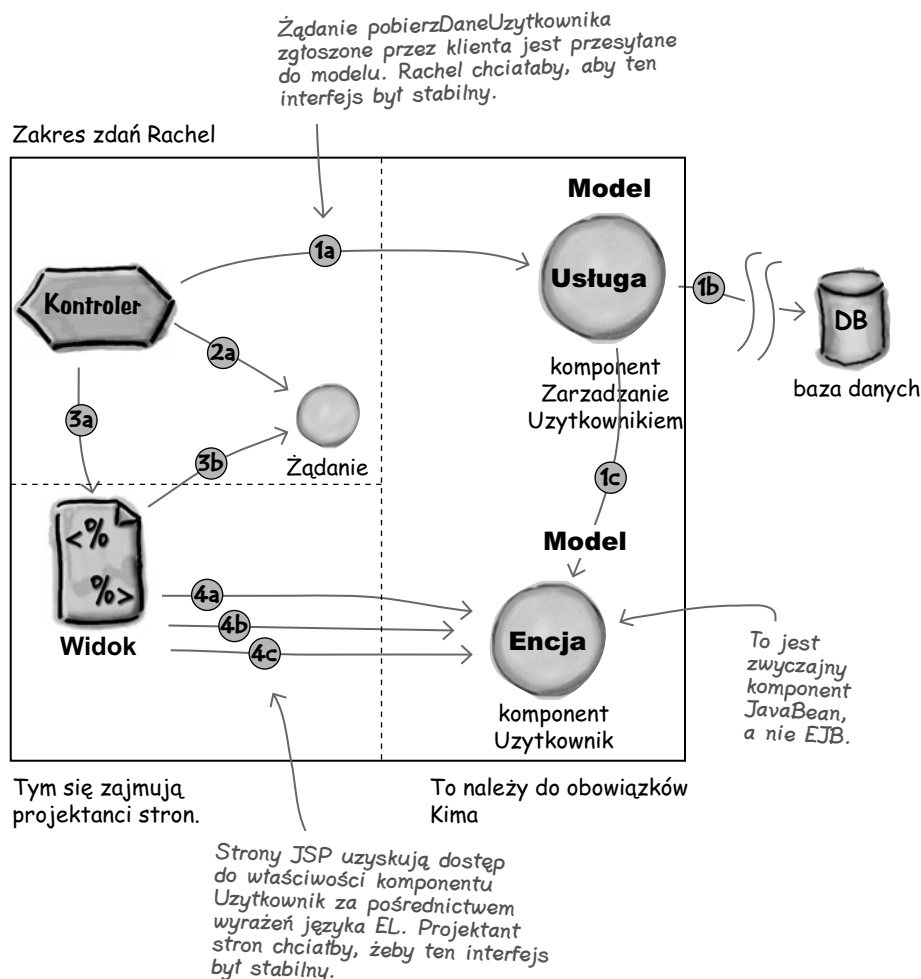 Żądanie pobierzDaneUzytkownika
zgłoszone przez klienta jest przesyłane
do modelu. Rachel chciałaby, aby ten
interfejs był stabilny.
Zakres zdań Rachel
Model
1a
Usługa
1b
Kontroler
DB
2a
komponent
Zarzadzanie
Uzytkownikiem
baza danych
3a
3b
Żądanie
1c
<%
%>
Model
4a
4b
4c
Widok
Encja
komponent
Uzytkownik
To jest
zwyczajny
komponent
JavaBean,
a nie EJB.
Tym się zajmują
projektanci stron.
To należy do obowiązków
Kima
Strony JSP uzyskują dostęp
do właściwości komponentu
Uzytkownik za pośrednictwem
wyrażeń języka EL. Projektant
stron chciałby, żeby ten interfejs
był stabilny.